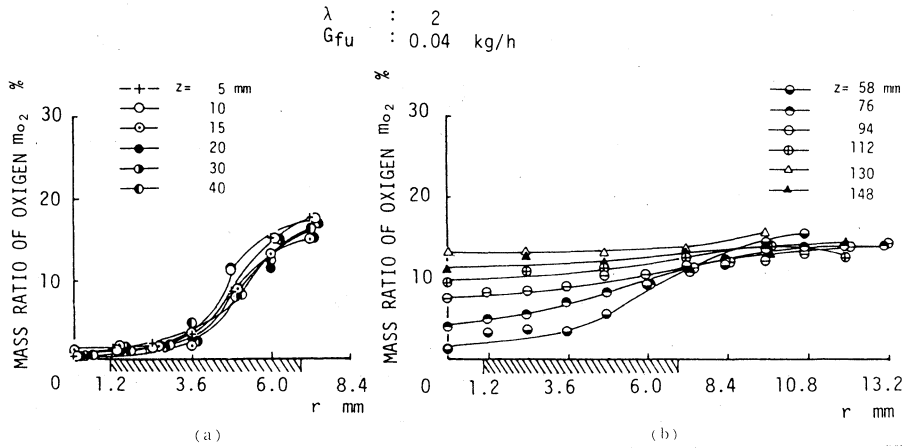 λ : 2
Gfu : 0.04 kg/h
MASS RATIO OF OXIGEN mo₂ %
30
20
10
0
z= 5 mm
10
15
20
30
40
1.2 3.6 6.0 8.4
r mm
(a)
MASS RATIO OF OXIGEN mo₂ %
30
20
10
0
z= 58 mm
76
94
112
130
148
1.2 3.6 6.0 8.4 10.8 13.2
r mm
(b)